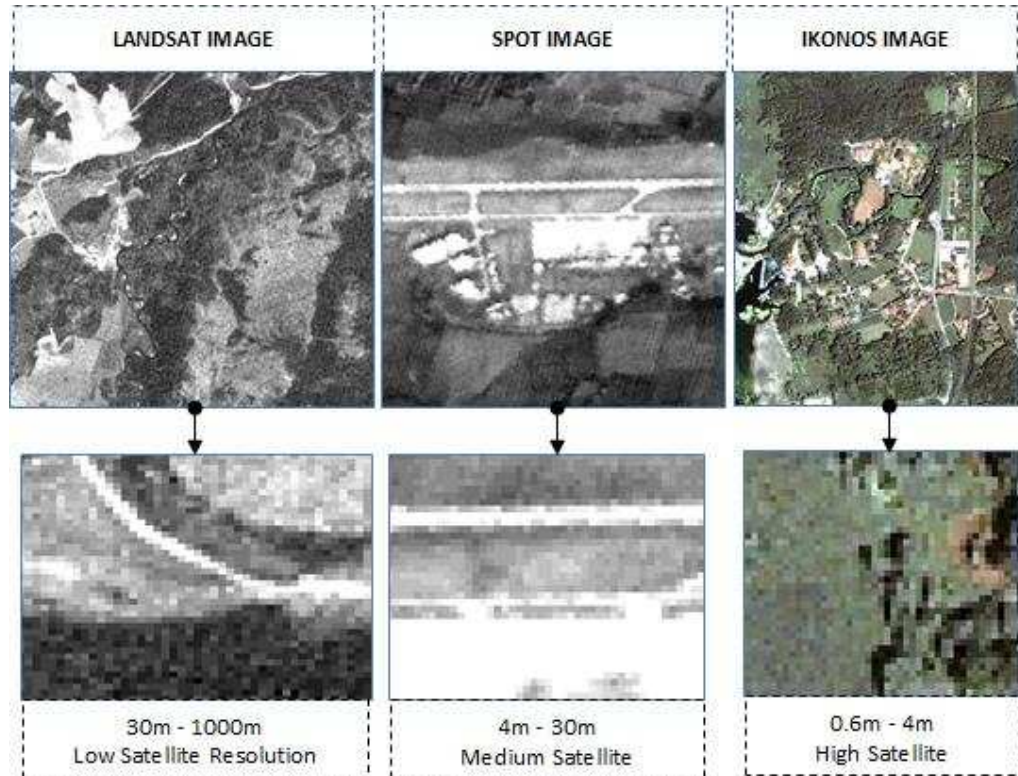 LANDSAT IMAGE
SPOT IMAGE
IKONOS IMAGE
30m - 1000m
Low Satellite Resolution
4m - 30m
Medium Satellite
0.6m - 4m
High Satellite